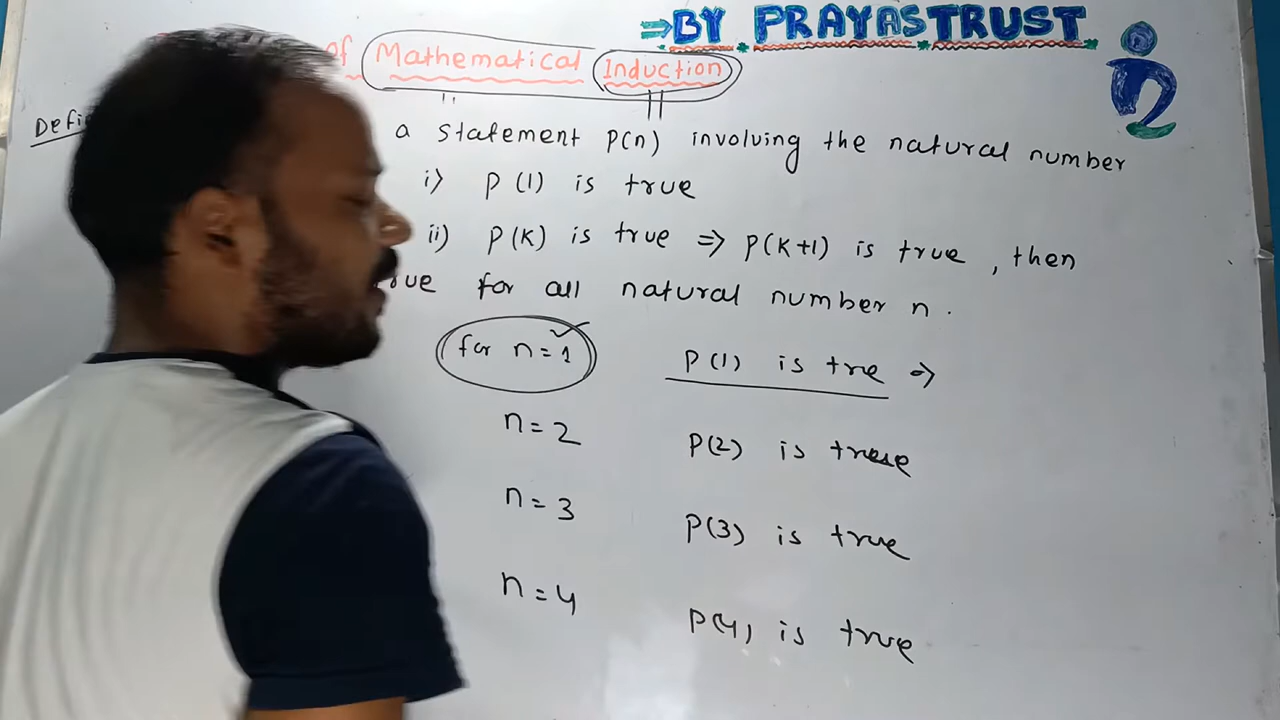 ⇒BY PRAYASTRUST
of Mathematical Induction
Defi
a statement P(n) involving the natural number
i) P(1) is true
ii) P(K) is true ⇒ P(K+1) is true, then
rue for all natural number n.
for n=1 ✓ P(1) is tre ⇒
n=2 P(2) is true
n=3 P(3) is true
n=4 P(4) is true